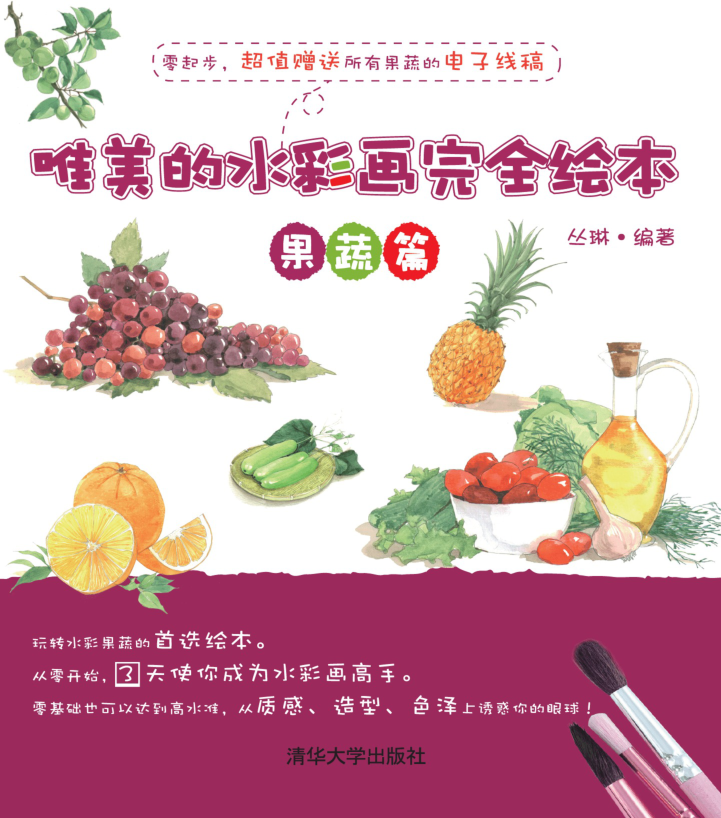 零起步，超值赠送所有果蔬的电子线稿
唯美的水彩画完全绘本
果蔬篇
丛琳·编著
玩转水彩果蔬的首选绘本。
从零开始，3天使你成为水彩画高手。
零基础也可以达到高水准，从质感、造型、色泽上诱惑你的眼球！
清华大学出版社